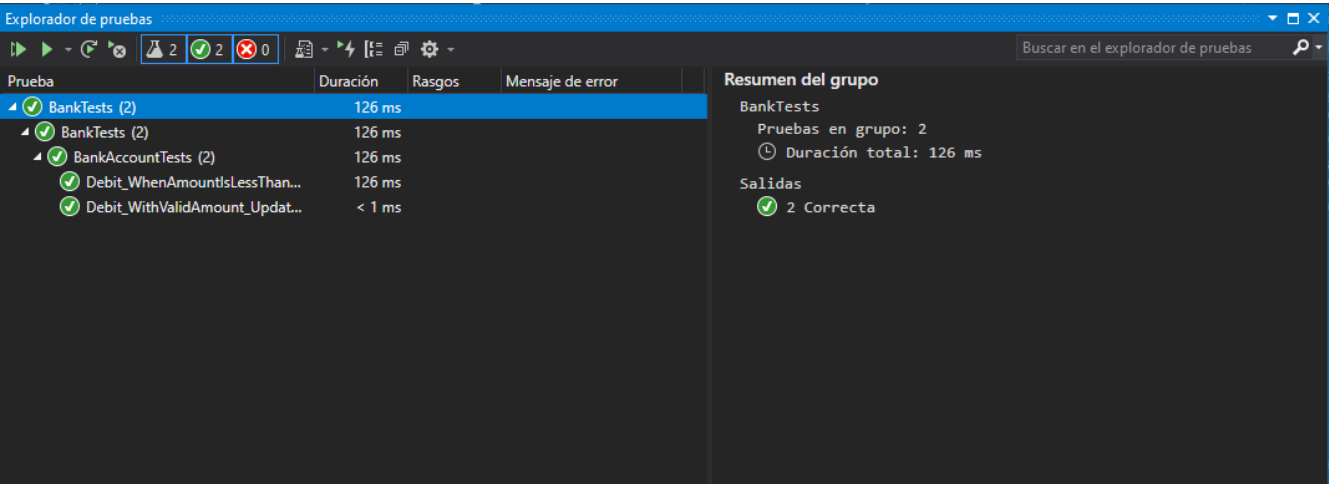 Explorador de pruebas
2 2 0
Buscar en el explorador de pruebas
Prueba Duración Rasgos Mensaje de error
BankTests (2) 126 ms
BankTests (2) 126 ms
BankAccountTests (2) 126 ms
Debit_WhenAmountIsLessThan... 126 ms
Debit_WithValidAmount_Updat... < 1 ms
Resumen del grupo
BankTests
Pruebas en grupo: 2
Duración total: 126 ms
Salidas
2 Correcta